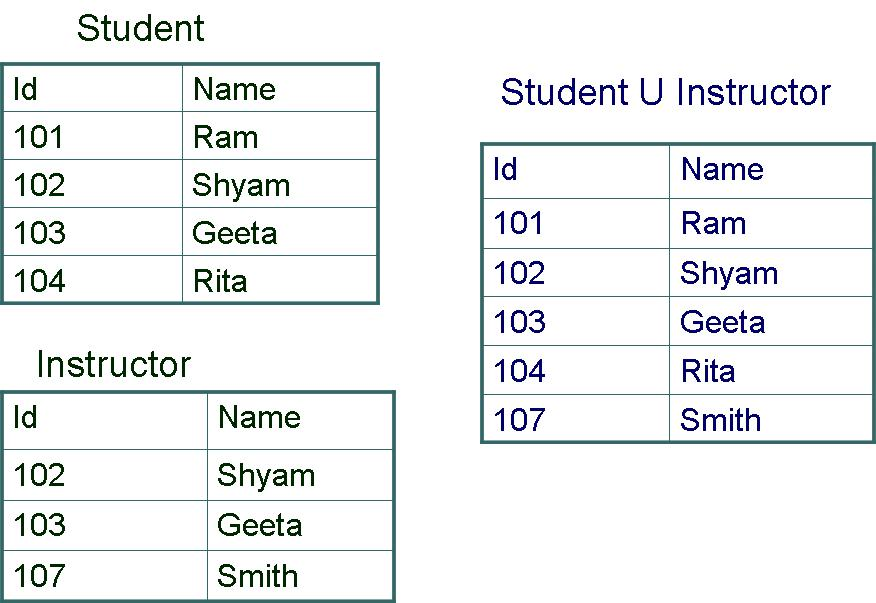 Student
Id Name
101 Ram
102 Shyam
103 Geeta
104 Rita
Instructor
Id Name
102 Shyam
103 Geeta
107 Smith
Student U Instructor
Id Name
101 Ram
102 Shyam
103 Geeta
104 Rita
107 Smith